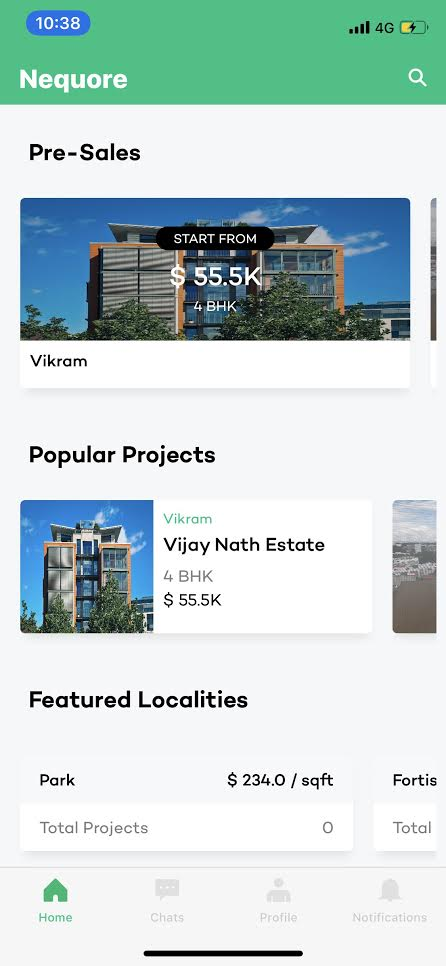 10:38
4G
Nequore
Pre-Sales
START FROM
$ 55.5K
4 BHK
Vikram
Popular Projects
Vikram
Vijay Nath Estate
4 BHK
$ 55.5K
Featured Localities
Park $ 234.0 / sqft Fortis
Total Projects 0 Total
Home Chats Profile Notifications